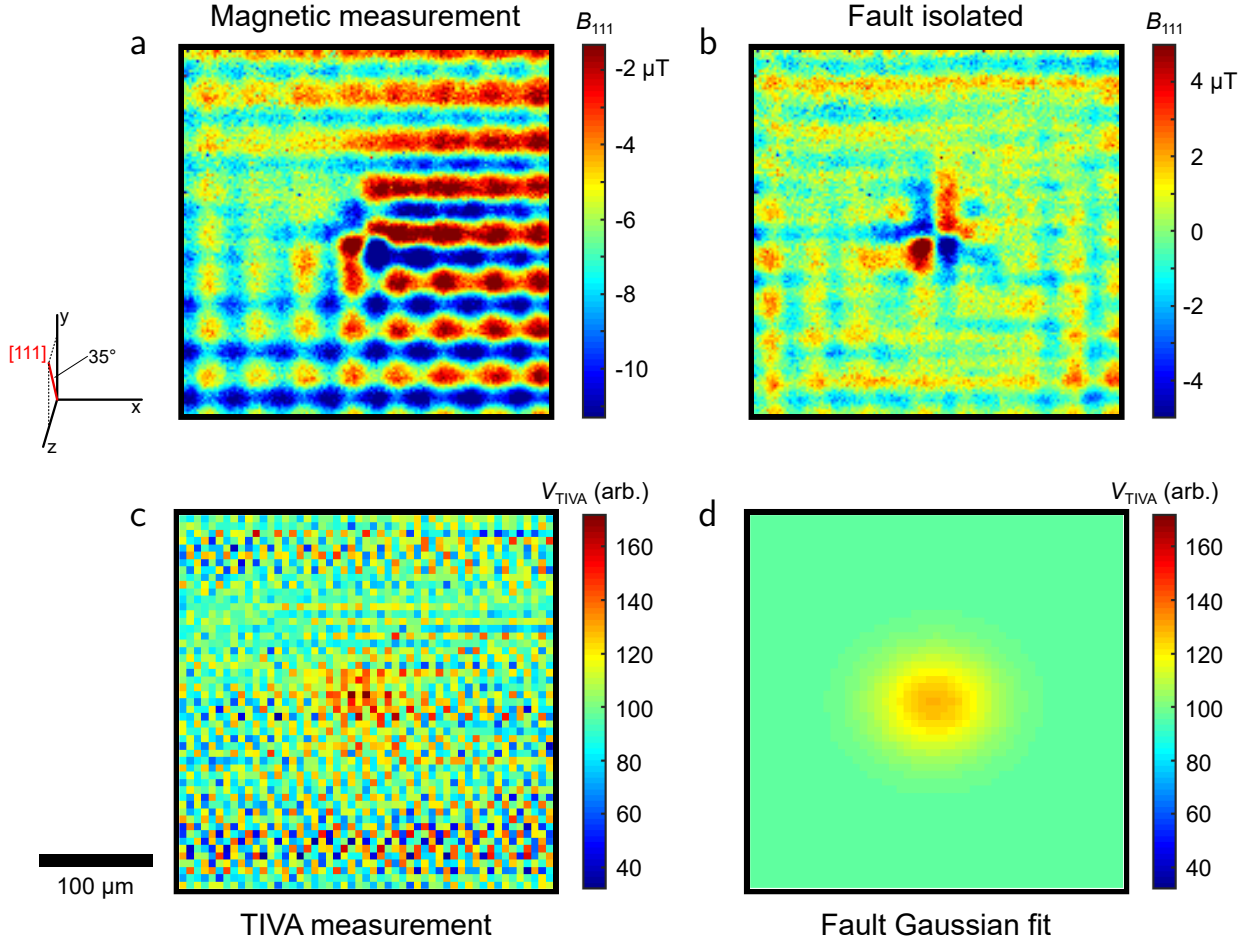 Magnetic measurement
Fault isolated
a
B111
-2 µT
-4
-6
-8
-10
b
B111
4 µT
2
0
-2
-4
y
[111]
35°
x
z
c
VTIVA (arb.)
160
140
120
100
80
60
40
d
VTIVA (arb.)
160
140
120
100
80
60
40
100 µm
TIVA measurement
Fault Gaussian fit